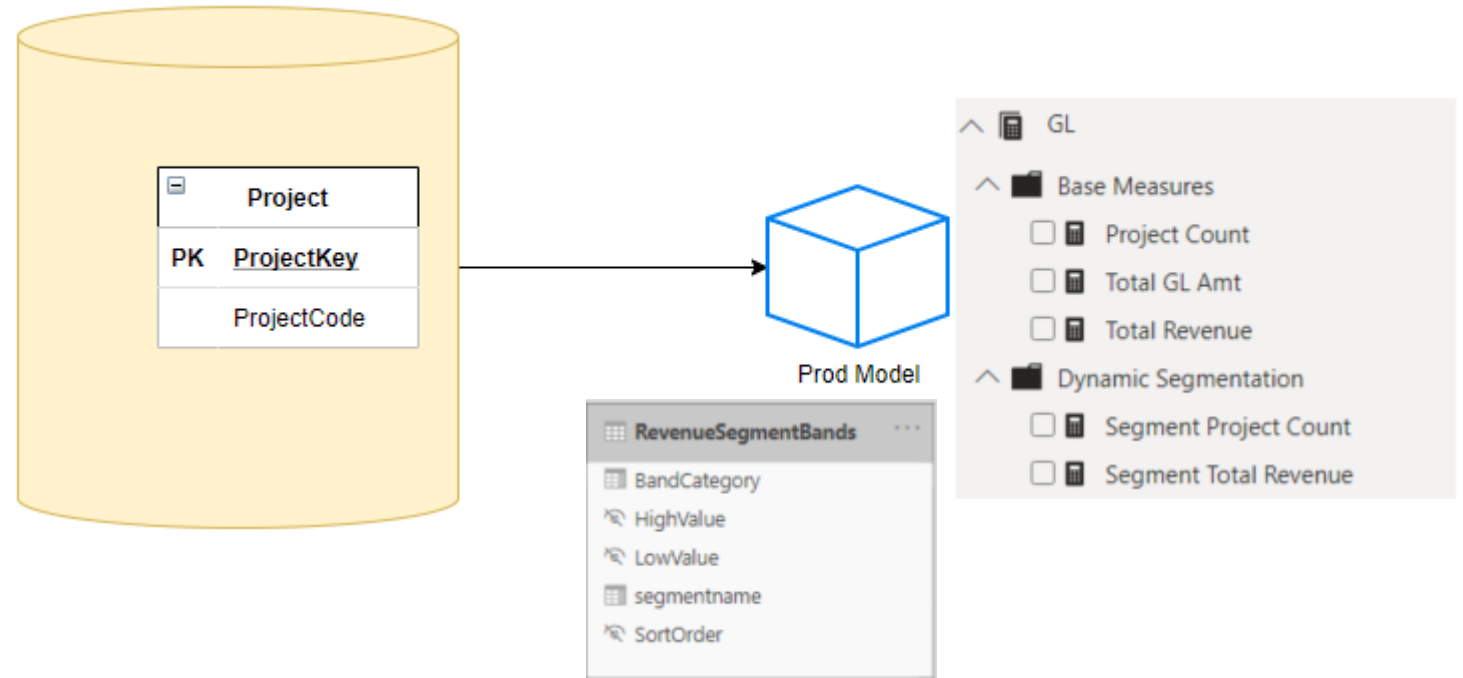 Project
PK ProjectKey
ProjectCode
Prod Model
RevenueSegmentBands
BandCategory
HighValue
LowValue
segmentname
SortOrder
GL
Base Measures
Project Count
Total GL Amt
Total Revenue
Dynamic Segmentation
Segment Project Count
Segment Total Revenue